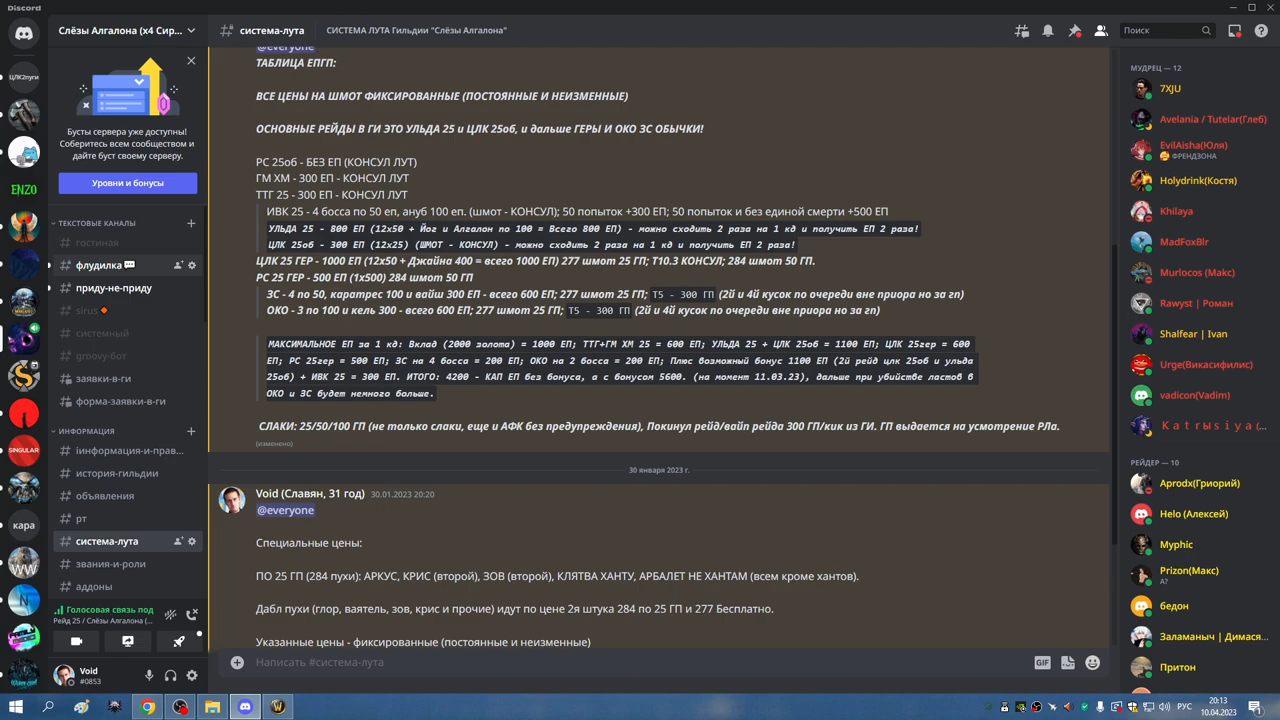 Discord
Слёзы Алгалона (x4 Сир...
система-лута
СИСТЕМА ЛУТА Гильдии "Слёзы Алгалона"
Поиск
Бусты сервера уже доступны!
Соберитесь всем сообществом и
дайте буст своему серверу.
Уровни и бонусы
ТЕКСТОВЫЕ КАНАЛЫ
гостиная
флудилка
приду-не-приду
sirus
системный
groovy-бот
заявки-в-ги
форма-заявки-в-ги
ИНФОРМАЦИЯ
інформация-и-прав...
история-гильдии
объявления
рт
система-лута
звания-и-роли
аддоны
Голосовая связь под
Рейд 25 / Слёзы Алгалона (...
Void
#0853
ЦЛК2пуги
ENZO
SINGULAR
кара
@everyone
ТАБЛИЦА ЕПГП:
ВСЕ ЦЕНЫ НА ШМОТ ФИКСИРОВАННЫЕ (ПОСТОЯННЫЕ И НЕИЗМЕННЫЕ)
ОСНОВНЫЕ РЕЙДЫ В ГИ ЭТО УЛЬДА 25 и ЦЛК 25об, и дальше ГЕРЫ И ОКО ЗС ОБЫЧКИ!
РС 25об - БЕЗ ЕП (КОНСУЛ ЛУТ)
ГМ ХМ - 300 ЕП - КОНСУЛ ЛУТ
ТТГ 25 - 300 ЕП - КОНСУЛ ЛУТ
ИВК 25 - 4 босса по 50 еп, ануб 100 еп. (шмот - КОНСУЛ); 50 попыток +300 ЕП; 50 попыток и без единой смерти +500 ЕП
УЛЬДА 25 - 800 ЕП (12х50 + Йог и Алгалон по 100 = Всего 800 ЕП) - можно сходить 2 раза на 1 кд и получить ЕП 2 раза!
ЦЛК 25об - 300 ЕП (12х25) (ШМОТ - КОНСУЛ) - можно сходить 2 раза на 1 кд и получить ЕП 2 раза!
ЦЛК 25 ГЕР - 1000 ЕП (12х50 + Джайна 400 = всего 1000 ЕП) 277 шмот 25 ГП; Т10.3 КОНСУЛ; 284 шмот 50 ГП.
РС 25 ГЕР - 500 ЕП (1х500) 284 шмот 50 ГП
ЗС - 4 по 50, каратрес 100 и вайш 300 ЕП - всего 600 ЕП; 277 шмот 25 ГП; Т5 - 300 ГП (2й и 4й кусок по очереди вне приора но за гп)
ОКО - 3 по 100 и кель 300 - всего 600 ЕП; 277 шмот 25 ГП; Т5 - 300 ГП (2й и 4й кусок по очереди вне приора но за гп)
МАКСИМАЛЬНОЕ ЕП за 1 кд: Вклад (2000 золота) = 1000 ЕП; ТТГ+ГМ ХМ 25 = 600 ЕП; УЛЬДА 25 + ЦЛК 25об = 1100 ЕП; ЦЛК 25гер = 600
ЕП; РС 25гер = 500 ЕП; ЗС на 4 босса = 200 ЕП; ОКО на 2 босса = 200 ЕП; Плюс возможный бонус 1100 ЕП (2й рейд цлк 25об и ульда
25об) + ИВК 25 = 300 ЕП. ИТОГО: 4200 - КАП ЕП без бонуса, а с бонусом 5600. (на момент 11.03.23), дальше при убийстве ластов в
ОКО и ЗС будет немного больше.
СЛАКИ: 25/50/100 ГП (не только слаки, еще и АФК без предупреждения), Покинул рейд/вайп рейда 300 ГП/кик из ГИ. ГП выдается на усмотрение РЛа.
(изменено)
30 января 2023 г.
Void (Славян, 31 год) 30.01.2023 20:20
@everyone
Специальные цены:
ПО 25 ГП (284 пухи): АРКУС, КРИС (второй), ЗОВ (второй), КЛЯТВА ХАНТУ, АРБАЛЕТ НЕ ХАНТАМ (всем кроме хантов).
Дабл пухи (глор, ваятель, зов, крис и прочие) идут по цене 2я штука 284 по 25 ГП и 277 Бесплатно.
Указанные цены - фиксированные (постоянные и неизменные)
Написать #система-лута
GIF
МУДРЕЦ — 12
7XJU
Avelania / Tutelar(Глеб)
EvilAisha(Юля)
ФРЕНДЗОНА
Holydrink(Костя)
Khilaya
MadFoxBlr
Murlocos (Макс)
Rawyst | Роман
Shalfear | Ivan
Urge(Викасифилис)
vadicon(Vadim)
Ｋａｔｒыｓｉｙａ(...
РЕЙДЕР — 10
Aprodx(Гриорий)
Helo (Алексей)
Myphic
Prizon(Макс)
A?
бедон
Заламаныч | Димася...
Притон
РУС
20:13
10.04.2023
1